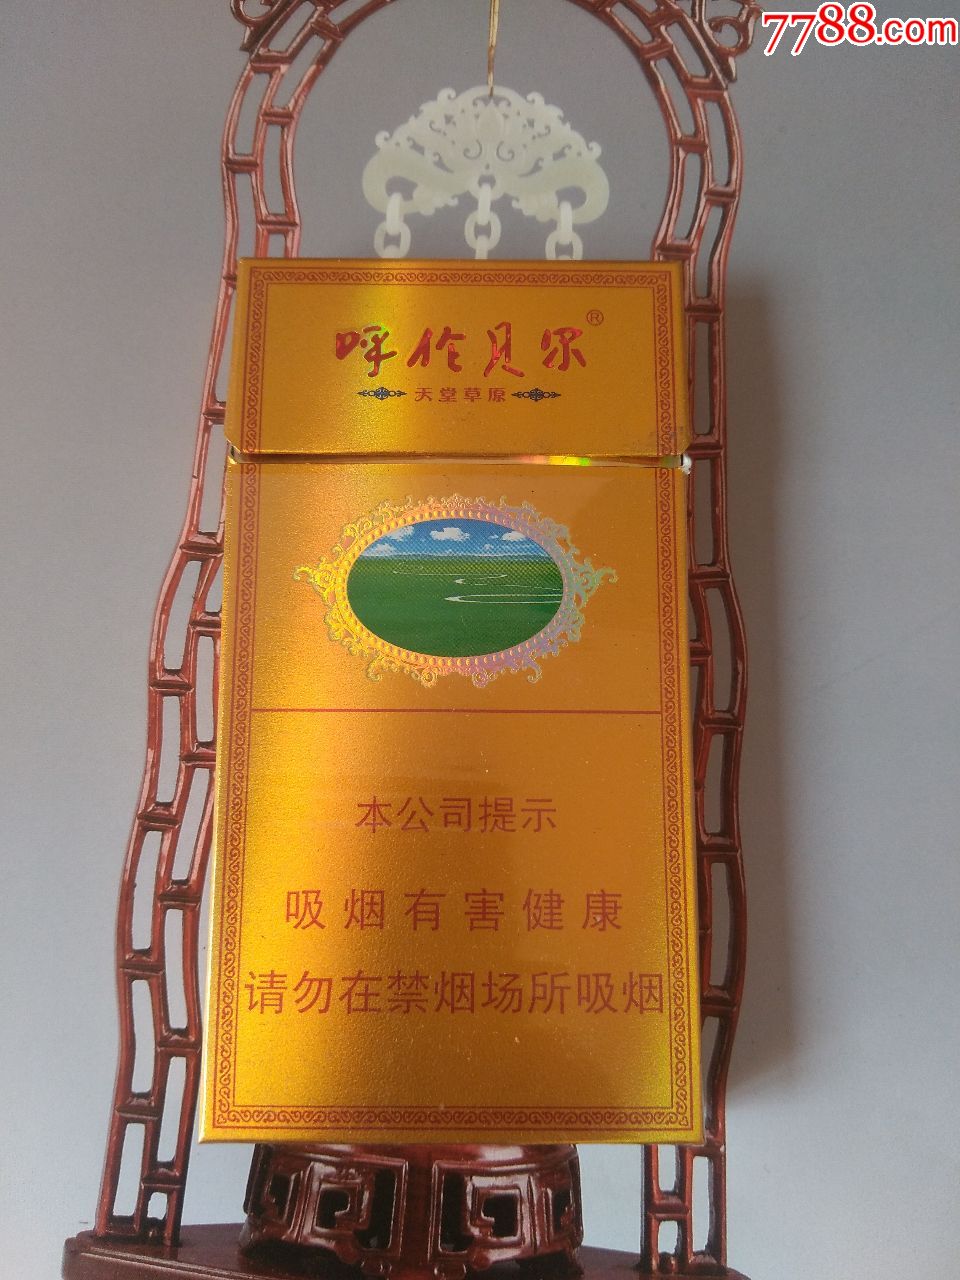 7788.com
呼伦贝尔®
天堂草原
本公司提示
吸烟有害健康
请勿在禁烟场所吸烟